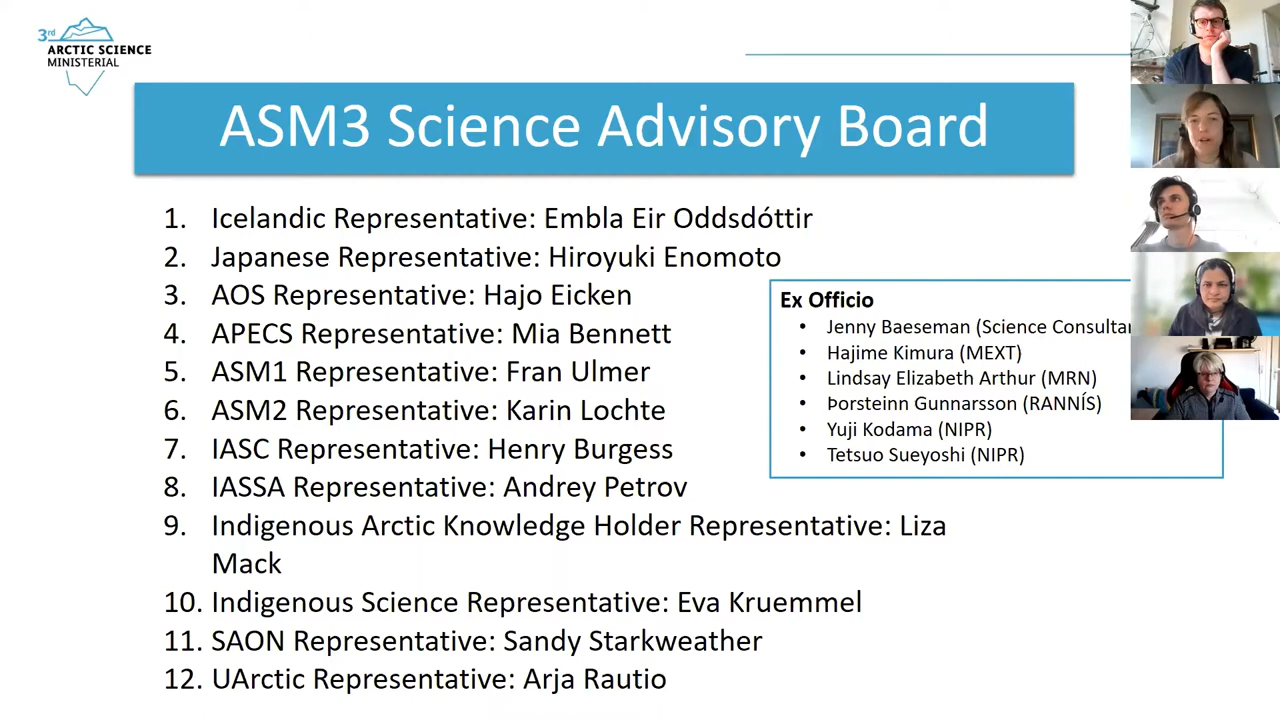 3rd
ARCTIC SCIENCE
MINISTERIAL
ASM3 Science Advisory Board
1. Icelandic Representative: Embla Eir Oddsdóttir
2. Japanese Representative: Hiroyuki Enomoto
3. AOS Representative: Hajo Eicken
4. APECS Representative: Mia Bennett
5. ASM1 Representative: Fran Ulmer
6. ASM2 Representative: Karin Lochte
7. IASC Representative: Henry Burgess
8. IASSA Representative: Andrey Petrov
9. Indigenous Arctic Knowledge Holder Representative: Liza
Mack
10. Indigenous Science Representative: Eva Kruemmel
11. SAON Representative: Sandy Starkweather
12. UArctic Representative: Arja Rautio
Ex Officio
• Jenny Baeseman (Science
• Hajime Kimura (MEXT)
• Lindsay Elizabeth Arthur (MRN)
• Þorsteinn Gunnarsson (RANNÍS)
• Yuji Kodama (NIPR)
• Tetsuo Sueyoshi (NIPR)